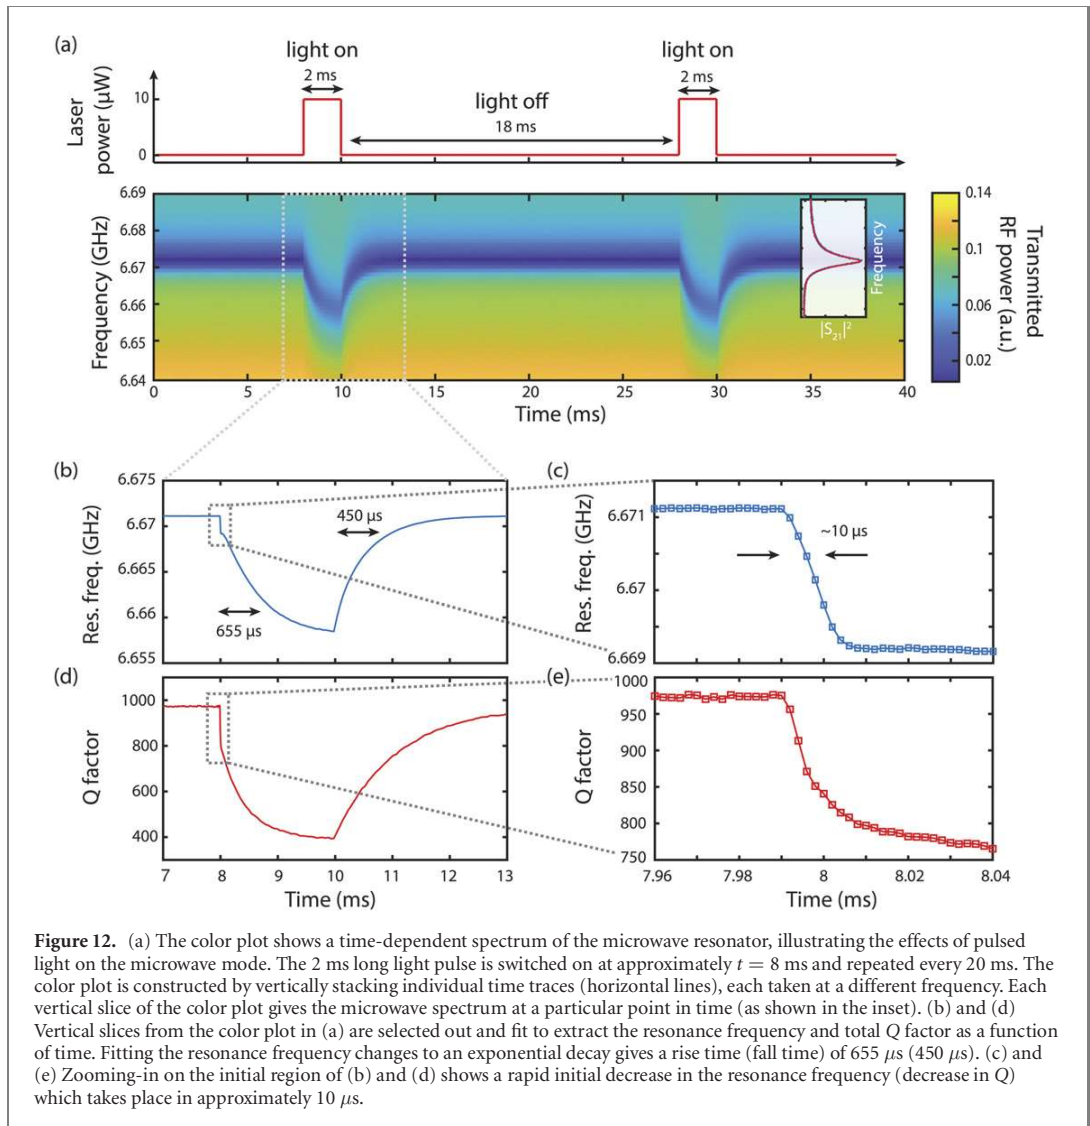 (a)
light on
2 ms
light on
2 ms
light off
18 ms
Laser
power (μW)
10
0
Frequency (GHz)
6.69
6.68
6.67
6.66
6.65
6.64
0
5
10
15
20
25
30
35
40
Time (ms)
Frequency
|S21|²
0.14
0.1
0.06
0.02
Transmitted
RF power (a.u.)
(b)
Res. freq. (GHz)
6.675
6.67
6.665
6.66
6.655
450 μs
655 μs
(c)
Res. freq. (GHz)
6.671
6.67
6.669
~10 μs
(d)
Q factor
1000
800
600
400
7
8
9
10
11
12
13
Time (ms)
(e)
Q factor
1000
950
900
850
800
750
7.96
7.98
8
8.02
8.04
Time (ms)
Figure 12. (a) The color plot shows a time-dependent spectrum of the microwave resonator, illustrating the effects of pulsed
light on the microwave mode. The 2 ms long light pulse is switched on at approximately t = 8 ms and repeated every 20 ms. The
color plot is constructed by vertically stacking individual time traces (horizontal lines), each taken at a different frequency. Each
vertical slice of the color plot gives the microwave spectrum at a particular point in time (as shown in the inset). (b) and (d)
Vertical slices from the color plot in (a) are selected out and fit to extract the resonance frequency and total Q factor as a function
of time. Fitting the resonance frequency changes to an exponential decay gives a rise time (fall time) of 655 μs (450 μs). (c) and
(e) Zooming-in on the initial region of (b) and (d) shows a rapid initial decrease in the resonance frequency (decrease in Q)
which takes place in approximately 10 μs.